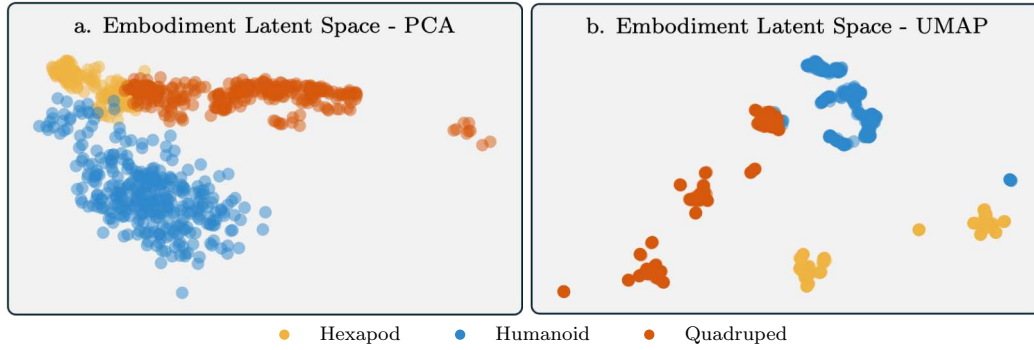 a. Embodiment Latent Space - PCA
b. Embodiment Latent Space - UMAP
Hexapod Humanoid Quadruped